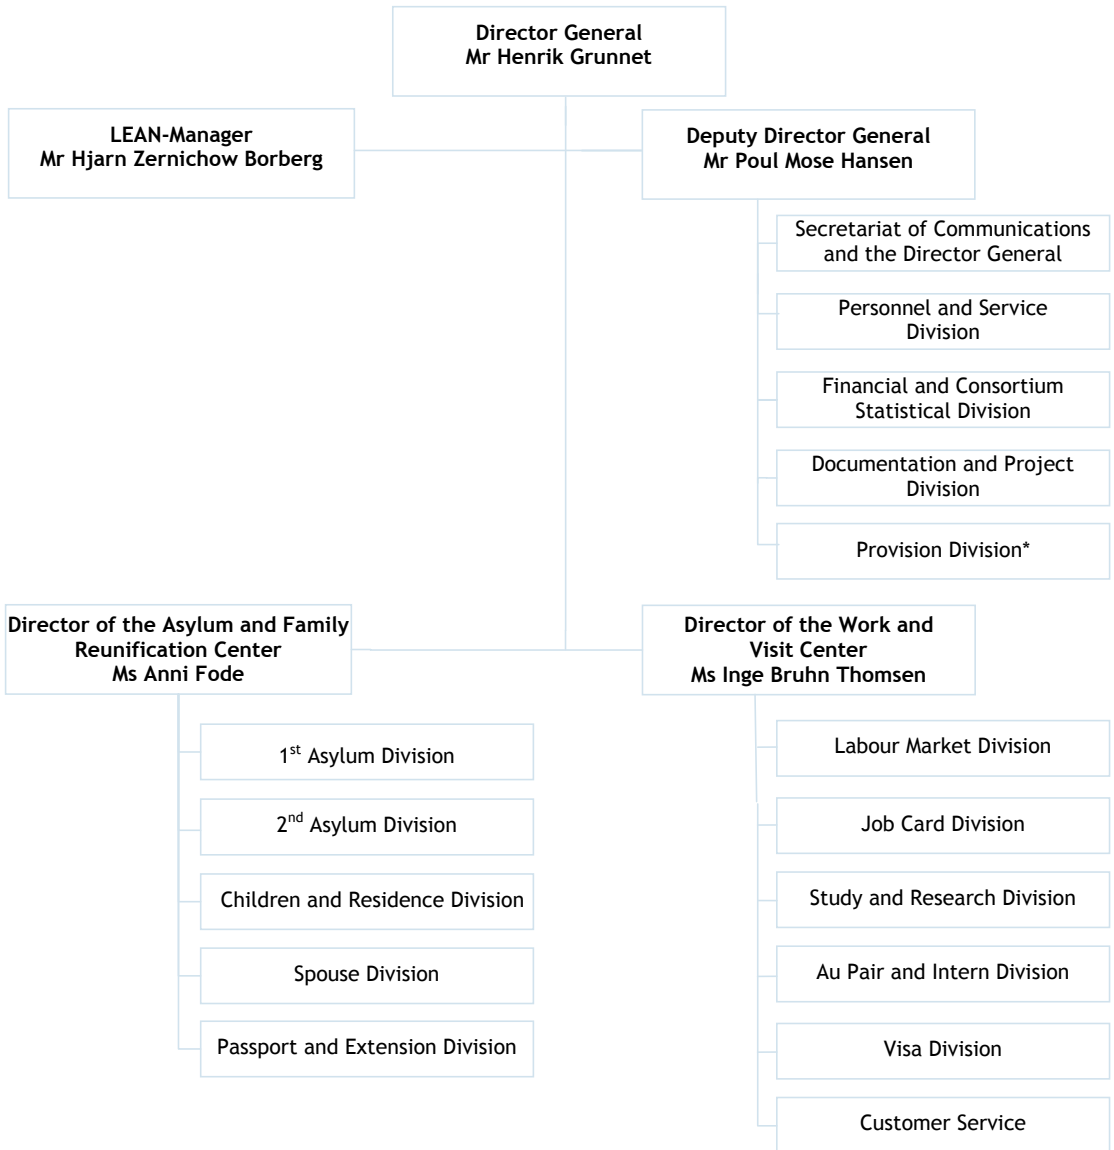 Director General
Mr Henrik Grunnet
LEAN-Manager
Mr Hjarn Zernichow Borberg
Deputy Director General
Mr Poul Mose Hansen
Secretariat of Communications
and the Director General
Personnel and Service
Division
Financial and Consortium
Statistical Division
Documentation and Project
Division
Provision Division*
Director of the Asylum and Family
Reunification Center
Ms Anni Fode
1st Asylum Division
2nd Asylum Division
Children and Residence Division
Spouse Division
Passport and Extension Division
Director of the Work and
Visit Center
Ms Inge Bruhn Thomsen
Labour Market Division
Job Card Division
Study and Research Division
Au Pair and Intern Division
Visa Division
Customer Service